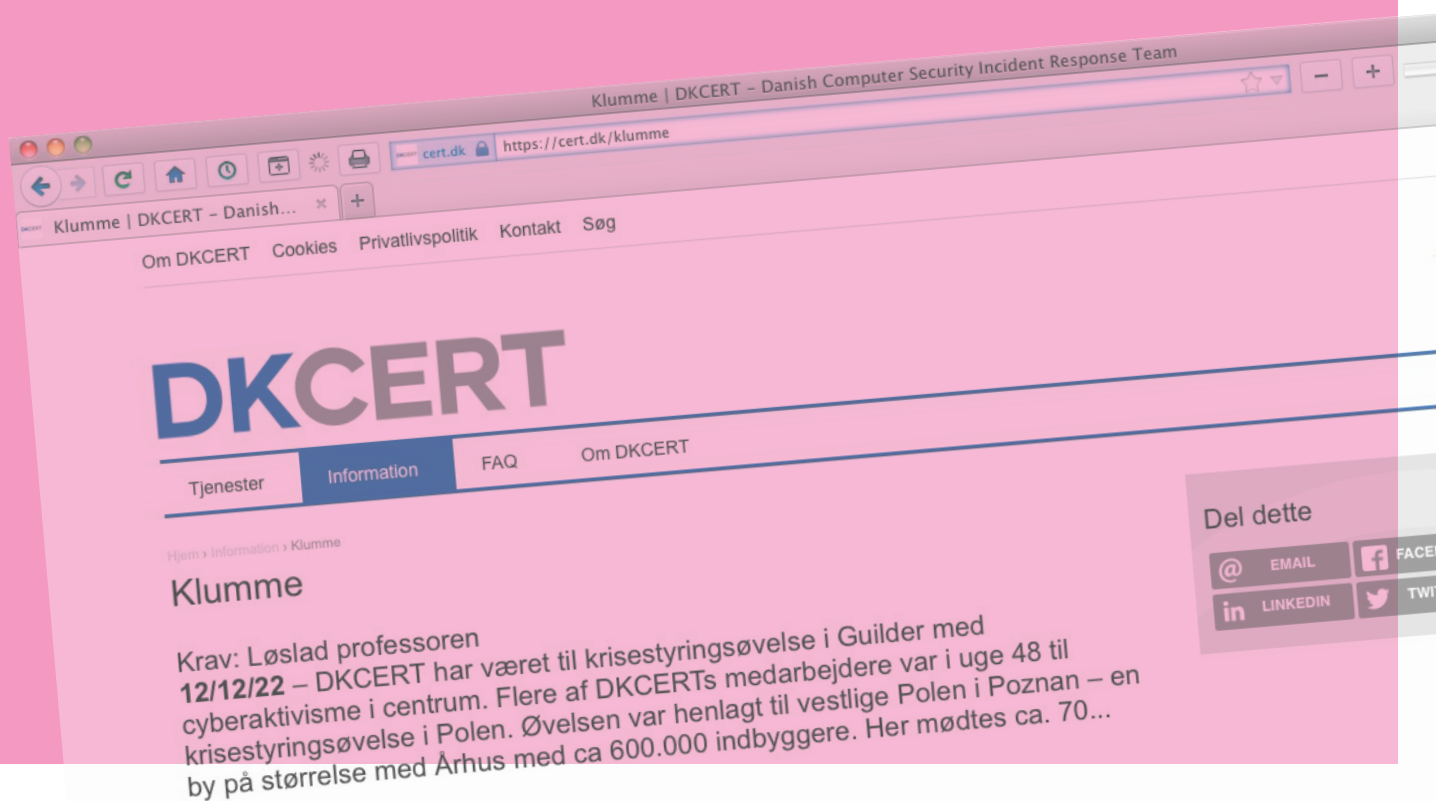 Klumme | DKCERT – Danish Computer Security Incident Response Team
cert.dk https://cert.dk/klumme
Klumme | DKCERT – Danish...
Om DKCERT Cookies Privatlivspolitik Kontakt Søg
DKCERT
Tjenester Information FAQ Om DKCERT
Hjem › Information › Klumme
Klumme
Krav: Løslad professoren
12/12/22 – DKCERT har været til krisestyringsøvelse i Guilder med
cyberaktivisme i centrum. Flere af DKCERTs medarbejdere var i uge 48 til
krisestyringsøvelse i Polen. Øvelsen var henlagt til vestlige Polen i Poznan – en
by på størrelse med Århus med ca 600.000 indbyggere. Her mødtes ca. 70...
Del dette
@ EMAIL
in LINKEDIN